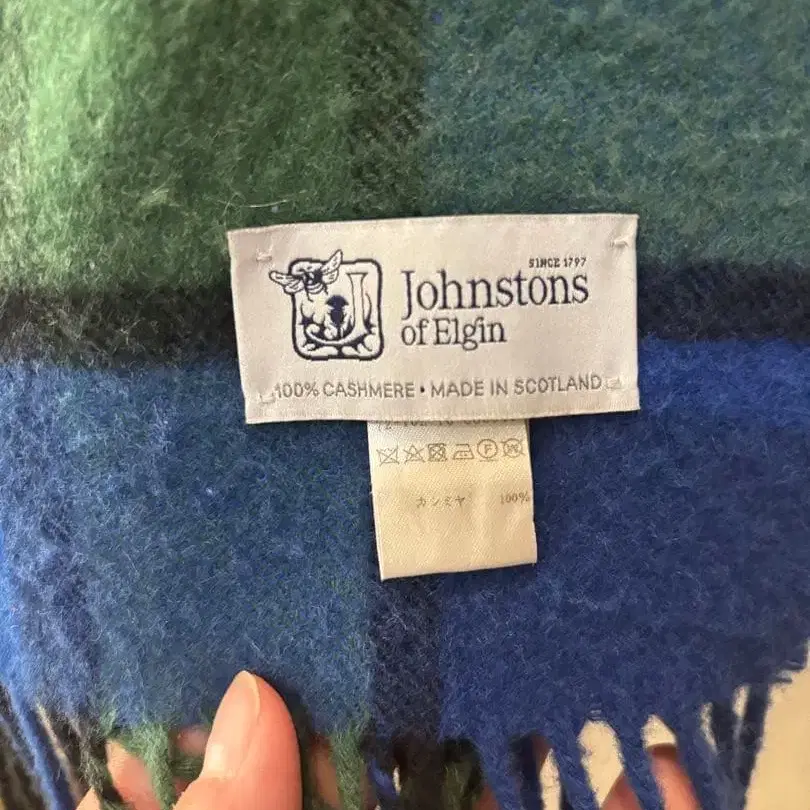 SINCE 1797
Johnstons
of Elgin
100% CASHMERE • MADE IN SCOTLAND
カシミヤ 100%